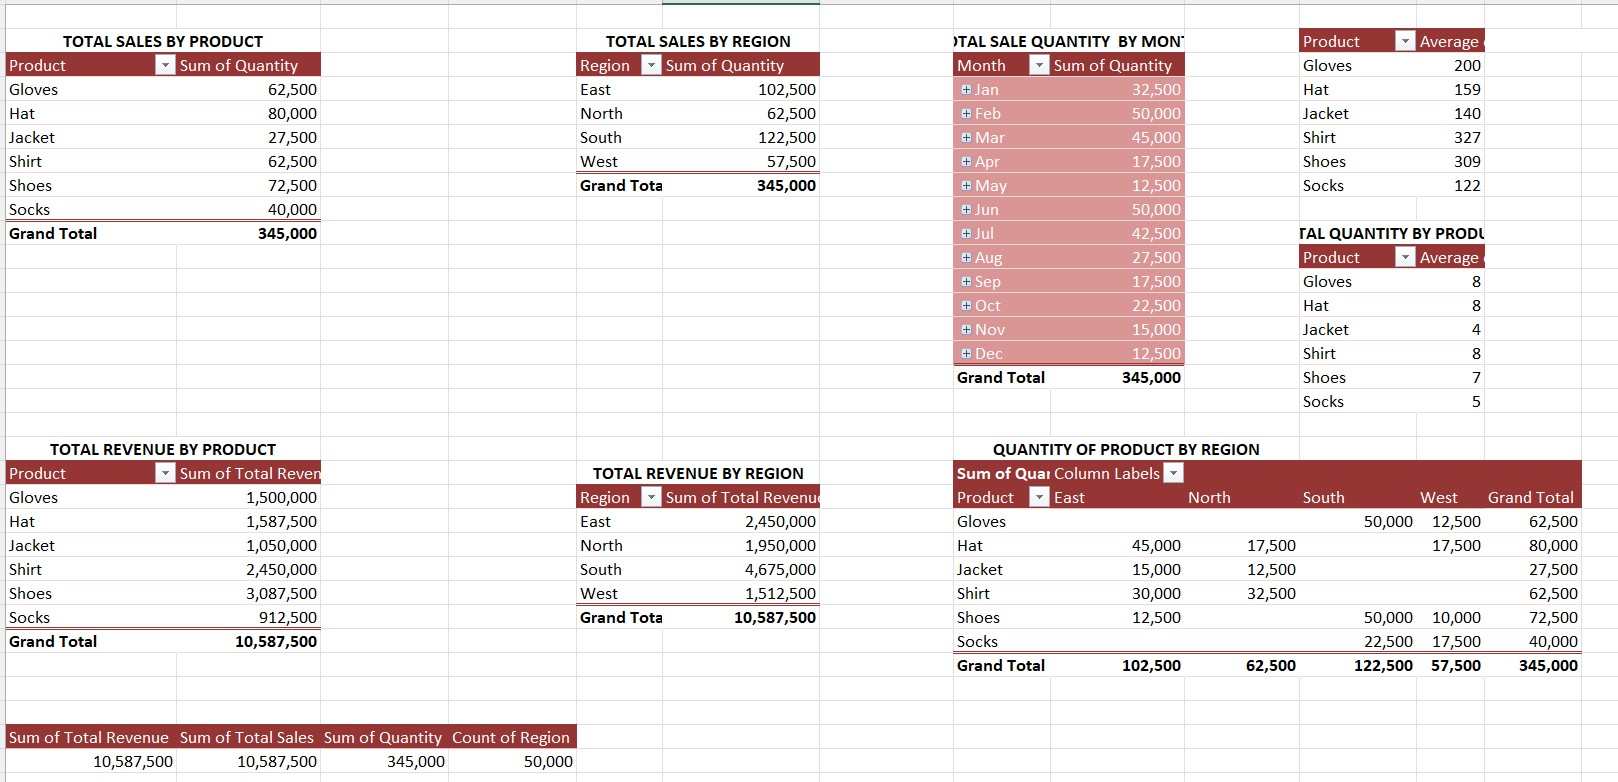 TOTAL SALES BY PRODUCT
Product Sum of Quantity
Gloves 62,500
Hat 80,000
Jacket 27,500
Shirt 62,500
Shoes 72,500
Socks 40,000
Grand Total 345,000
TOTAL SALES BY REGION
Region Sum of Quantity
East 102,500
North 62,500
South 122,500
West 57,500
Grand Tota 345,000
OTAL SALE QUANTITY BY MONT
Month Sum of Quantity
Jan 32,500
Feb 50,000
Mar 45,000
Apr 17,500
May 12,500
Jun 50,000
Jul 42,500
Aug 27,500
Sep 17,500
Oct 22,500
Nov 15,000
Dec 12,500
Grand Total 345,000
Product Average
Gloves 200
Hat 159
Jacket 140
Shirt 327
Shoes 309
Socks 122
TAL QUANTITY BY PRODU
Product Average
Gloves 8
Hat 8
Jacket 4
Shirt 8
Shoes 7
Socks 5
TOTAL REVENUE BY PRODUCT
Product Sum of Total Reven
Gloves 1,500,000
Hat 1,587,500
Jacket 1,050,000
Shirt 2,450,000
Shoes 3,087,500
Socks 912,500
Grand Total 10,587,500
TOTAL REVENUE BY REGION
Region Sum of Total Revenue
East 2,450,000
North 1,950,000
South 4,675,000
West 1,512,500
Grand Tota 10,587,500
QUANTITY OF PRODUCT BY REGION
Sum of Quar Column Labels
Product East North South West Grand Total
Gloves 50,000 12,500 62,500
Hat 45,000 17,500 17,500 80,000
Jacket 15,000 12,500 27,500
Shirt 30,000 32,500 62,500
Shoes 12,500 50,000 10,000 72,500
Socks 22,500 17,500 40,000
Grand Total 102,500 62,500 122,500 57,500 345,000
Sum of Total Revenue Sum of Total Sales Sum of Quantity Count of Region
10,587,500 10,587,500 345,000 50,000